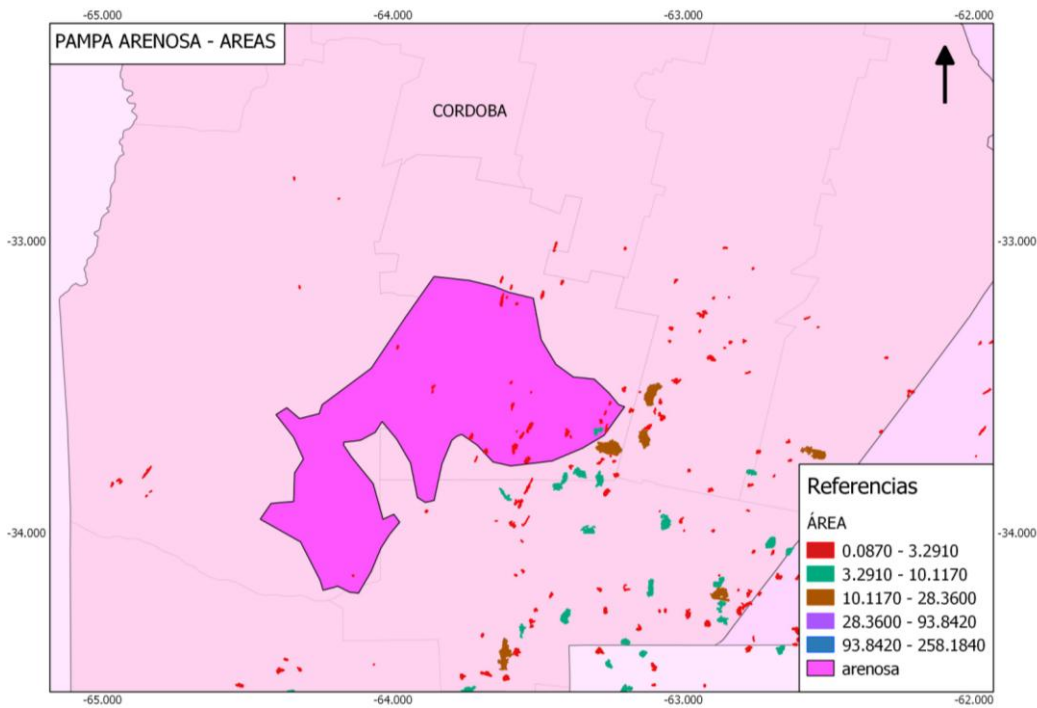 -65.000 -64.000 -63.000 -62.000
PAMPA ARENOSA - AREAS
CORDOBA
-33.000 -33.000
-34.000 -34.000
Referencias
ÁREA
0.0870 - 3.2910
3.2910 - 10.1170
10.1170 - 28.3600
28.3600 - 93.8420
93.8420 - 258.1840
arenosa
-65.000 -64.000 -63.000 -62.000